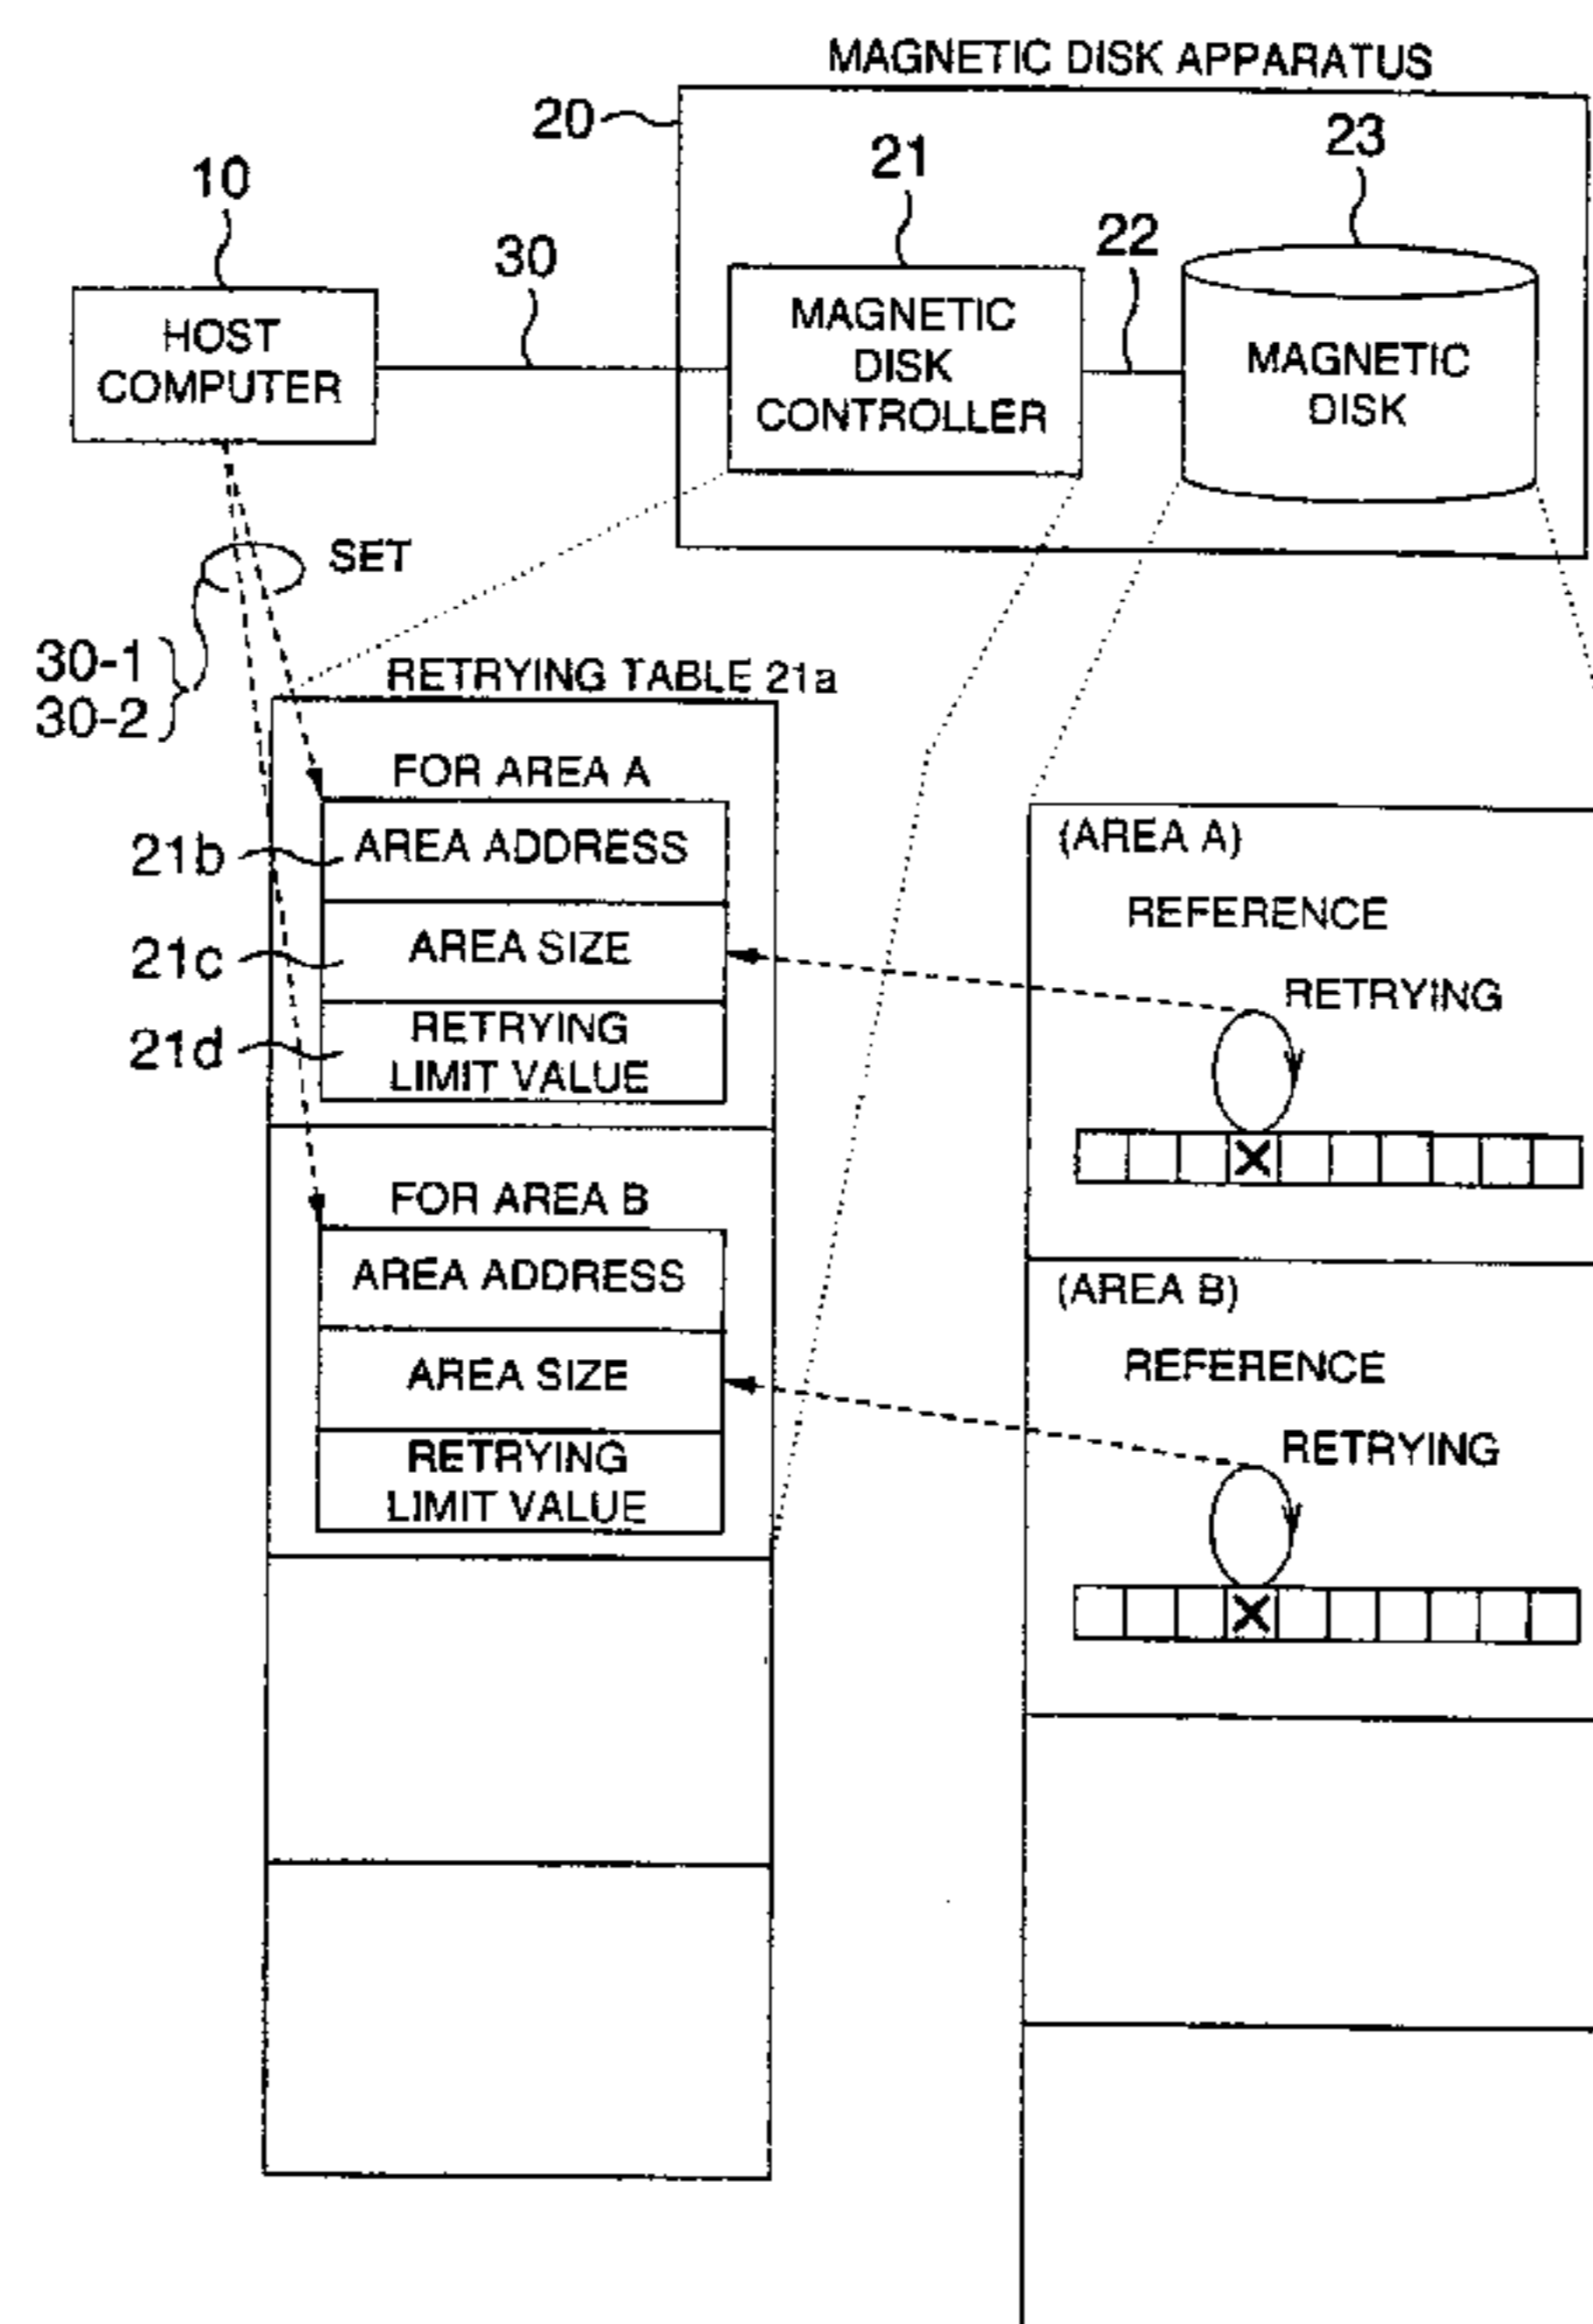 MAGNETIC DISK APPARATUS
20
21
23
10
30
22
HOST
COMPUTER
MAGNETIC
DISK
CONTROLLER
MAGNETIC
DISK
SET
30-1
30-2
RETRYING TABLE 21a
FOR AREA A
21b
AREA ADDRESS
21c
AREA SIZE
21d
RETRYING
LIMIT VALUE
FOR AREA B
AREA ADDRESS
AREA SIZE
RETRYING
LIMIT VALUE
(AREA A)
REFERENCE
RETRYING
X
(AREA B)
REFERENCE
RETRYING
X